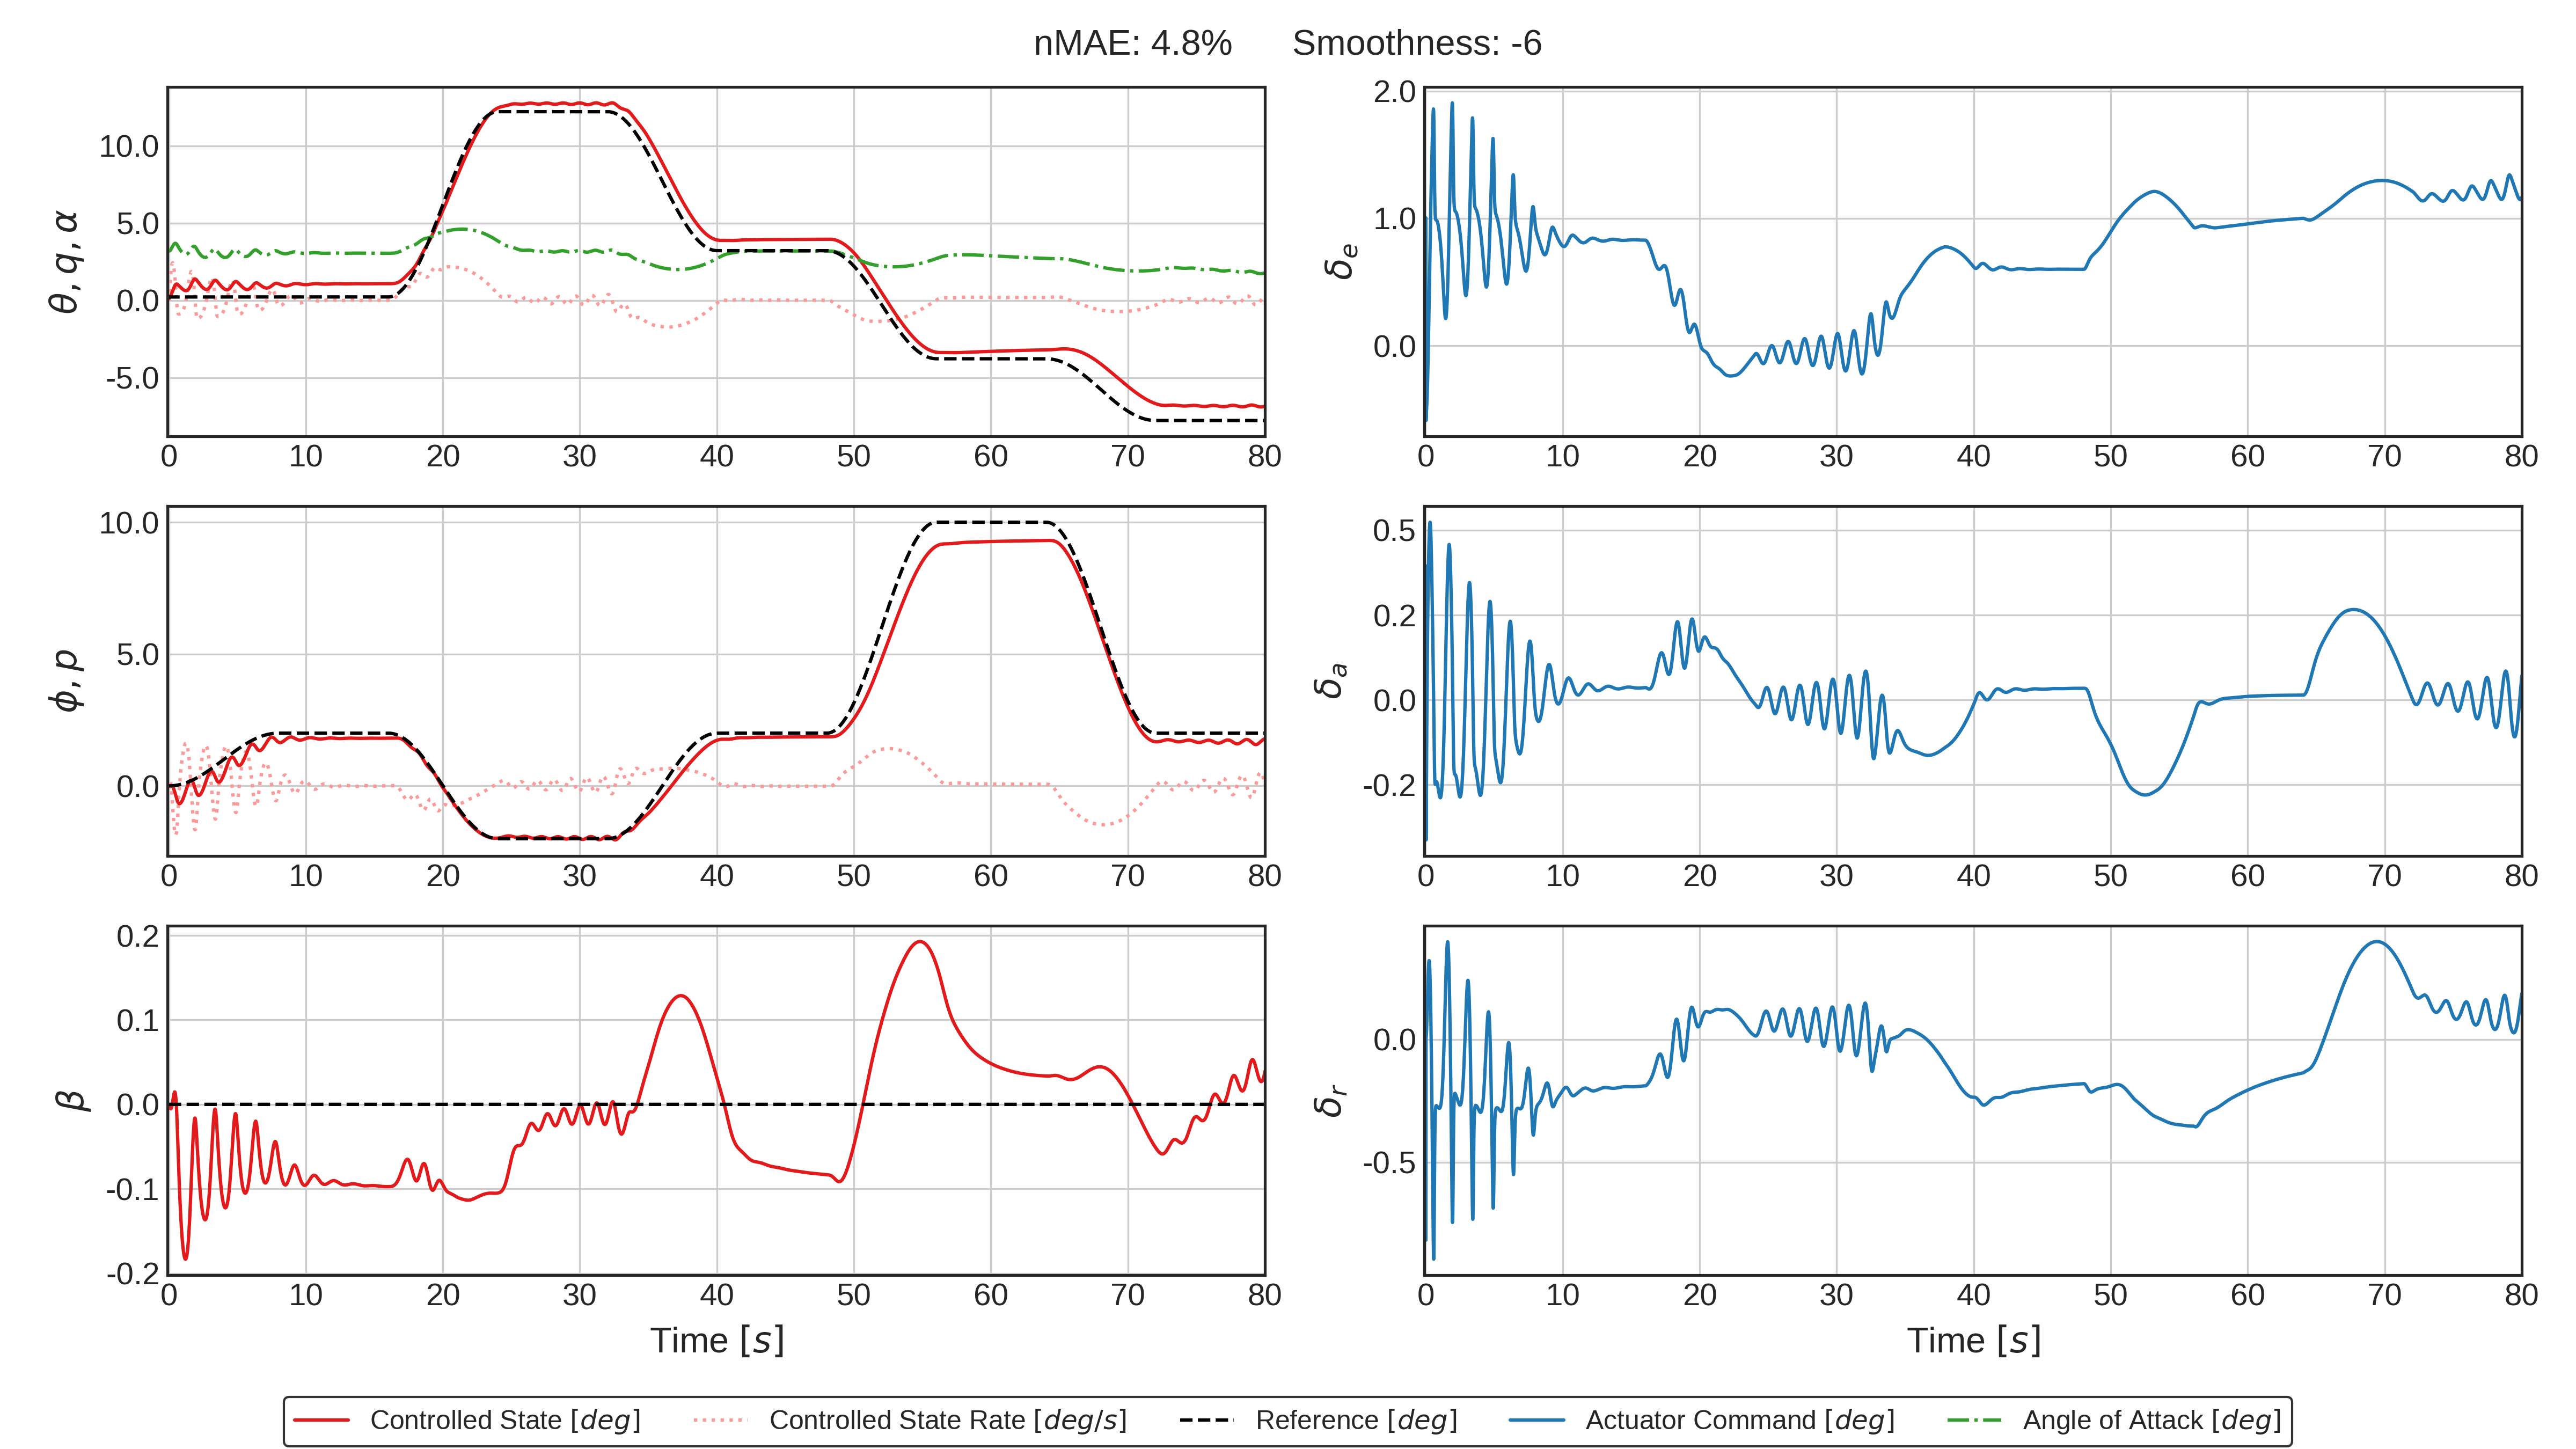 nMAE: 4.8% Smoothness: -6
θ, q, α
10.0
5.0
0.0
-5.0
0 10 20 30 40 50 60 70 80
δe
2.0
1.0
0.0
0 10 20 30 40 50 60 70 80
ϕ, p
10.0
5.0
0.0
0 10 20 30 40 50 60 70 80
δa
0.5
0.2
0.0
-0.2
0 10 20 30 40 50 60 70 80
β
0.2
0.1
0.0
-0.1
-0.2
0 10 20 30 40 50 60 70 80
Time [s]
δr
0.0
-0.5
0 10 20 30 40 50 60 70 80
Time [s]
Controlled State [deg] Controlled State Rate [deg/s] Reference [deg] Actuator Command [deg] Angle of Attack [deg]